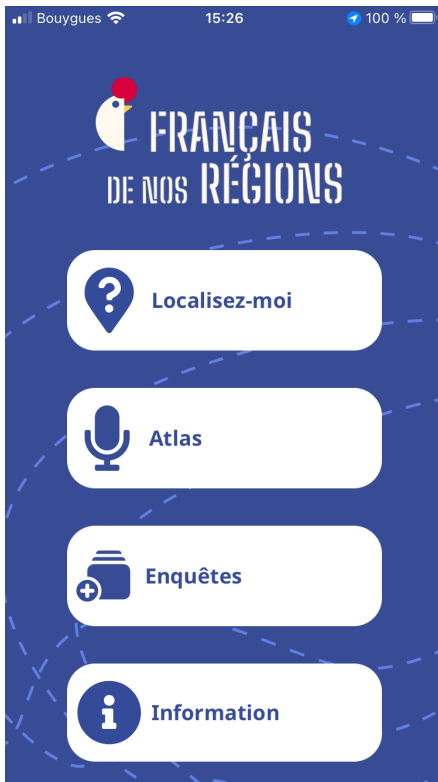 Bouygues 15:26 100 %
FRANÇAIS
DE NOS RÉGIONS
Localisez-moi
Atlas
Enquêtes
Information